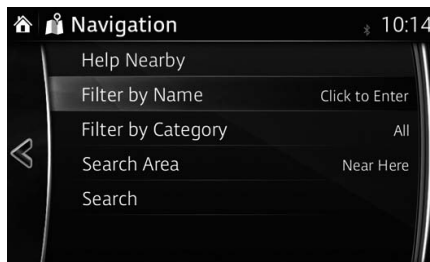 Navigation 10:14
Help Nearby
Filter by Name Click to Enter
Filter by Category All
Search Area Near Here
Search